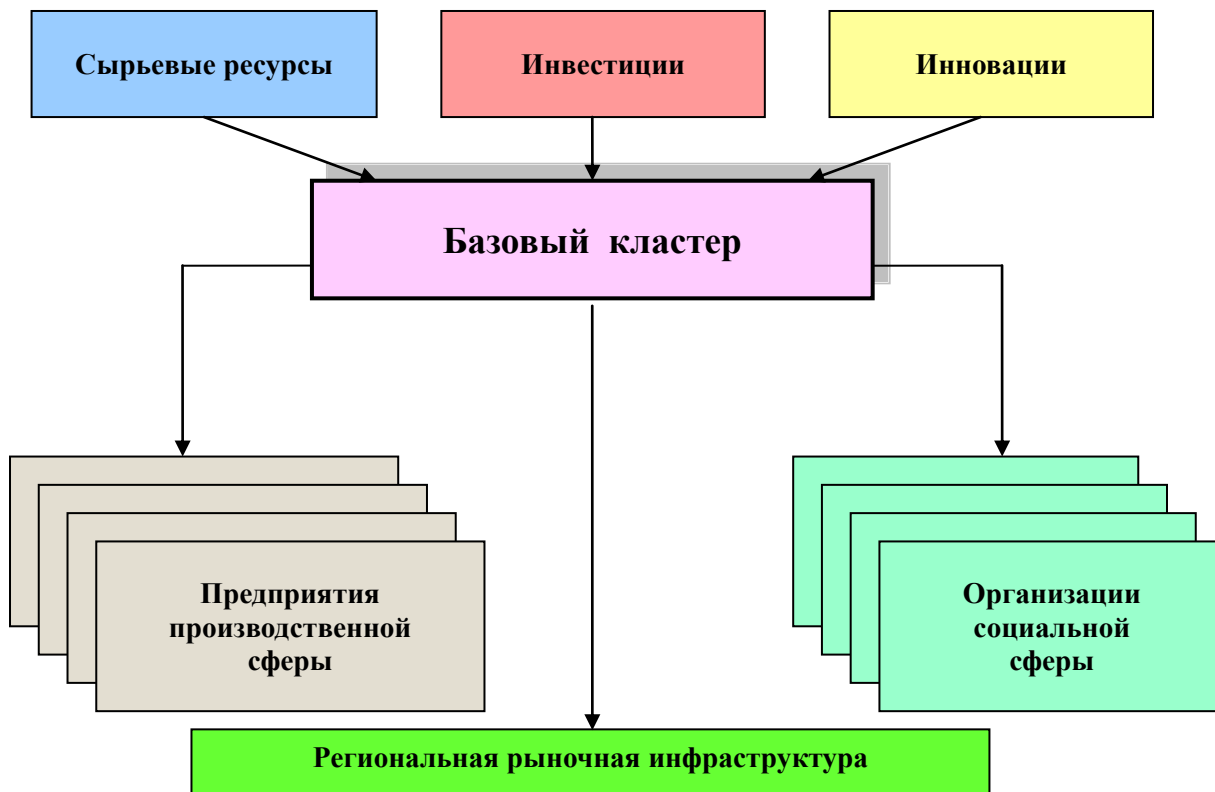 Сырьевые ресурсы
Инвестиции
Инновации
Базовый кластер
Предприятия
производственной
сферы
Организации
социальной
сферы
Региональная рыночная инфраструктура